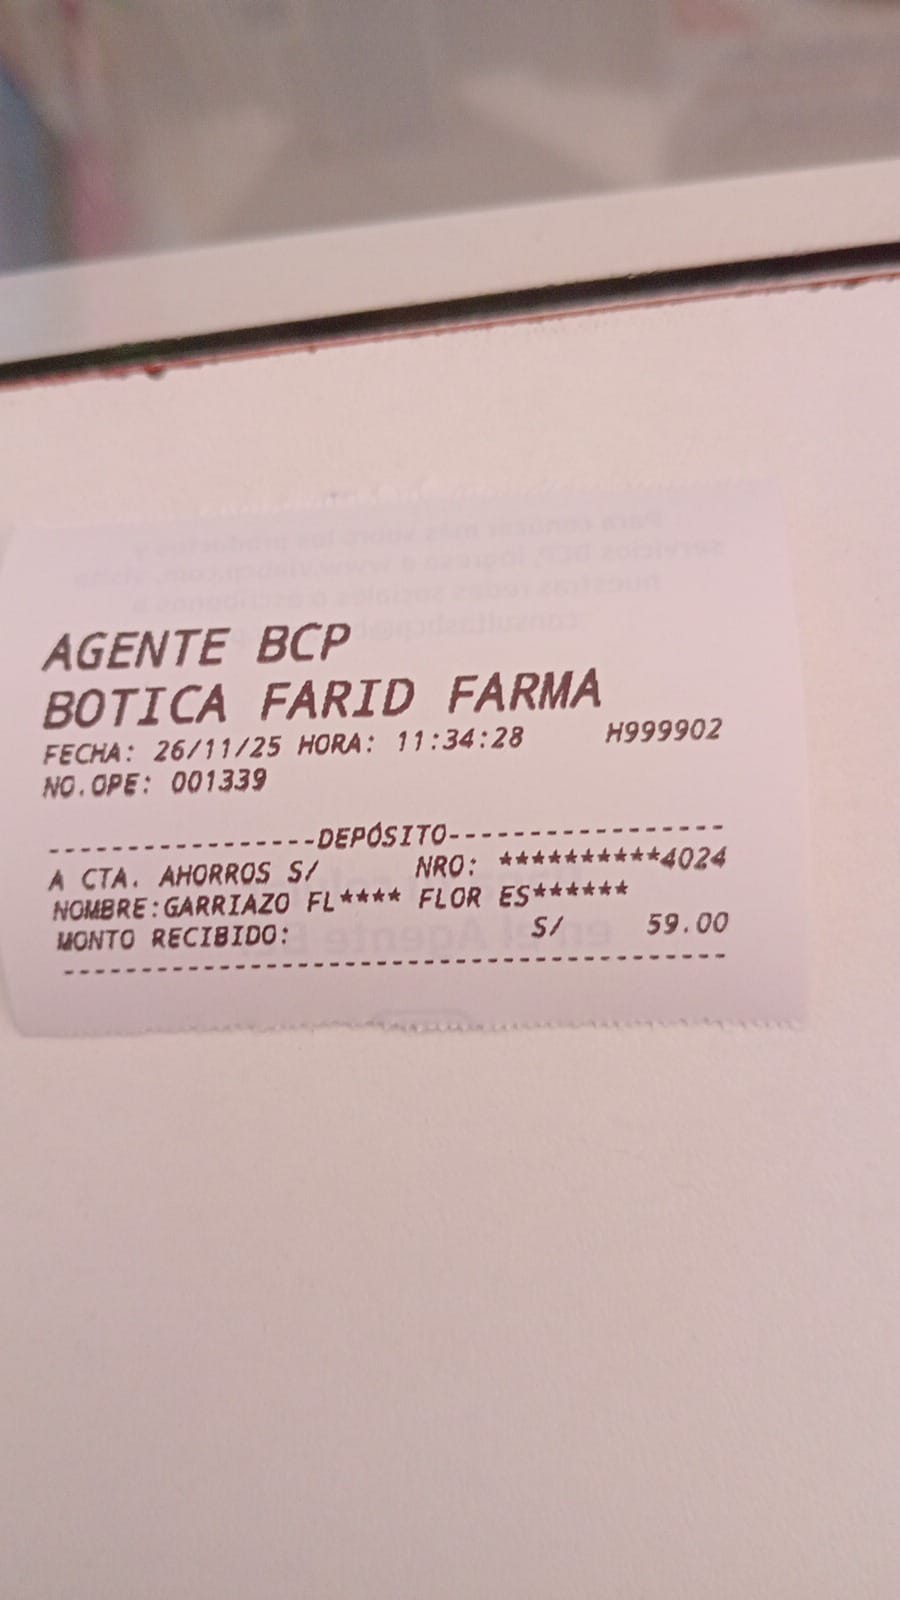 AGENTE BCP
BOTICA FARID FARMA
FECHA: 26/11/25 HORA: 11:34:28 H999902
NO.OPE: 001339
-----------------DEPÓSITO-----------------
A CTA. AHORROS S/ NRO: **********4024
NOMBRE:GARRIAZO FL**** FLOR ES******
MONTO RECIBIDO: S/ 59.00
------------------------------------------